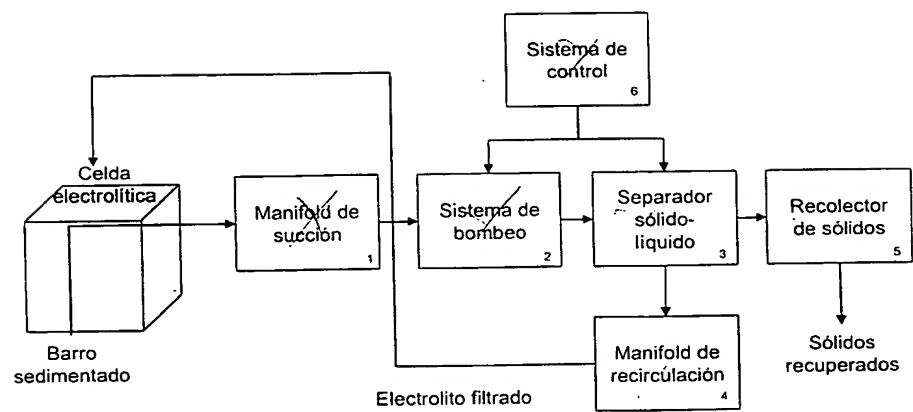 Sistema de
control
6
Celda
electrolítica
Manifold de
succión
1
Sistema de
bombeo
2
Separador
sólido-
líquido
3
Recolector
de sólidos
5
Barro
sedimentado
Manifold de
recirculación
4
Sólidos
recuperados
Electrolito filtrado